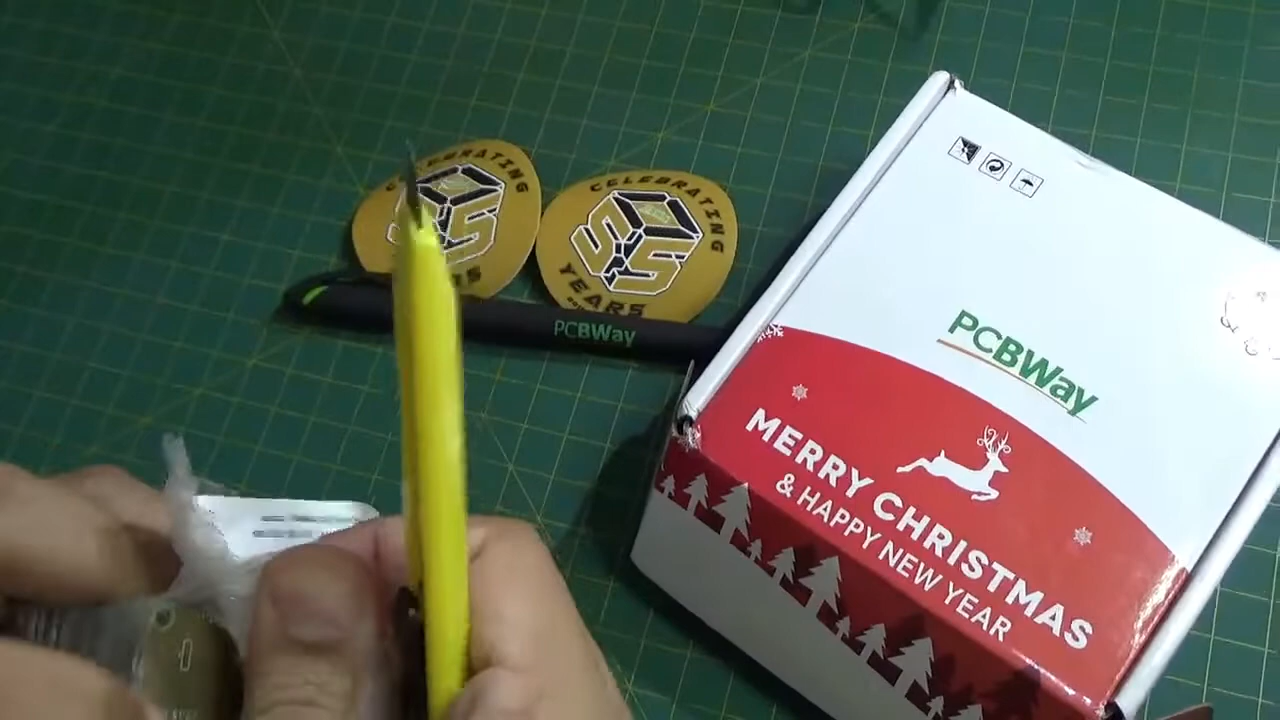 CELEBRATING
YEARS
CELEBRATING
YEARS
PCBWay
PCBWay
MERRY CHRISTMAS
& HAPPY NEW YEAR